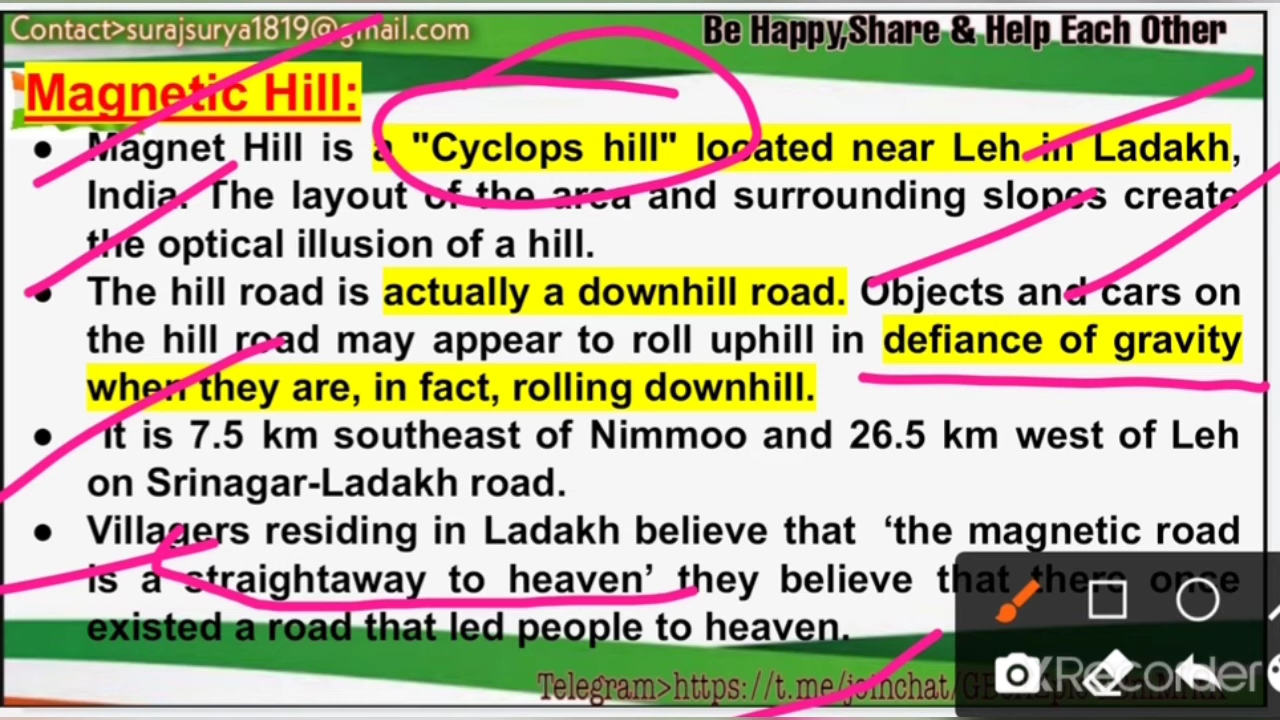 Contact>surajsurya1819@gmail.com
Be Happy,Share & Help Each Other
Magnetic Hill:
● Magnet Hill is a "Cyclops hill" located near Leh in Ladakh,
India. The layout of the area and surrounding slopes create
the optical illusion of a hill.
● The hill road is actually a downhill road. Objects and cars on
the hill road may appear to roll uphill in defiance of gravity
when they are, in fact, rolling downhill.
● It is 7.5 km southeast of Nimmoo and 26.5 km west of Leh
on Srinagar-Ladakh road.
● Villagers residing in Ladakh believe that ‘the magnetic road
is a straightaway to heaven’ they believe that there once
existed a road that led people to heaven.
Telegram>https://t.me/joinchat/
XRecorder